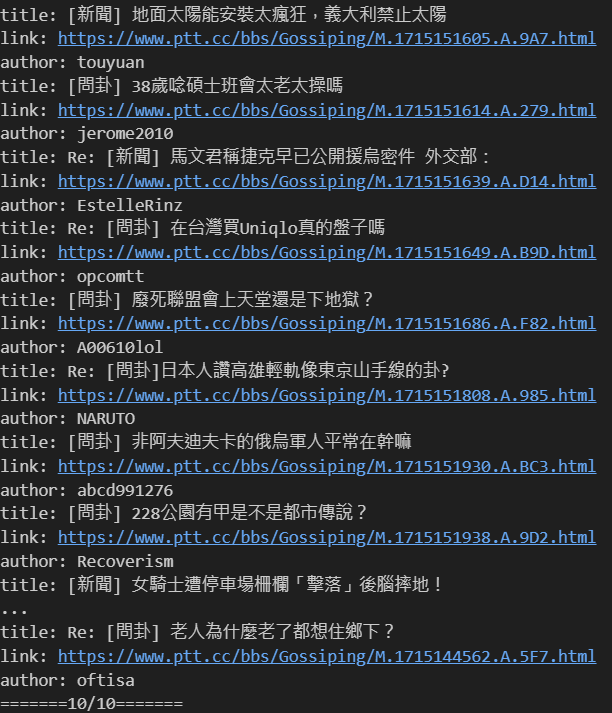 title: [新聞] 地面太陽能安裝太瘋狂，義大利禁止太陽
link: https://www.ptt.cc/bbs/Gossiping/M.1715151605.A.9A7.html
author: touyuan
title: [問卦] 38歲唸碩士班會太老太操嗎
link: https://www.ptt.cc/bbs/Gossiping/M.1715151614.A.279.html
author: jerome2010
title: Re: [新聞] 馬文君稱捷克早已公開援烏密件 外交部：
link: https://www.ptt.cc/bbs/Gossiping/M.1715151639.A.D14.html
author: EstelleRinz
title: Re: [問卦] 在台灣買Uniqlo真的盤子嗎
link: https://www.ptt.cc/bbs/Gossiping/M.1715151649.A.B9D.html
author: opcomtt
title: [問卦] 廢死聯盟會上天堂還是下地獄？
link: https://www.ptt.cc/bbs/Gossiping/M.1715151686.A.F82.html
author: A00610lol
title: Re: [問卦]日本人讚高雄輕軌像東京山手線的卦?
link: https://www.ptt.cc/bbs/Gossiping/M.1715151808.A.985.html
author: NARUTO
title: [問卦] 非阿夫迪夫卡的俄烏軍人平常在幹嘛
link: https://www.ptt.cc/bbs/Gossiping/M.1715151930.A.BC3.html
author: abcd991276
title: [問卦] 228公園有甲是不是都市傳說？
link: https://www.ptt.cc/bbs/Gossiping/M.1715151938.A.9D2.html
author: Recoverism
title: [新聞] 女騎士遭停車場柵欄「擊落」後腦摔地！
...
title: Re: [問卦] 老人為什麼老了都想住鄉下？
link: https://www.ptt.cc/bbs/Gossiping/M.1715144562.A.5F7.html
author: oftisa
=======10/10=======